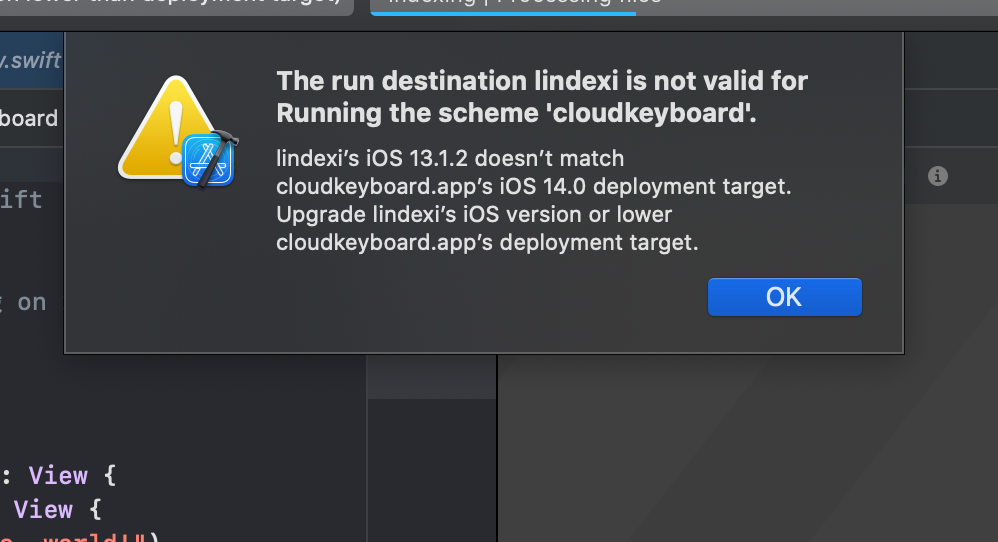 lower than deployment target)
Indexing | Processing files
.swift
The run destination lindexi is not valid for
Running the scheme 'cloudkeyboard'.
board
lindexi’s iOS 13.1.2 doesn’t match
cloudkeyboard.app’s iOS 14.0 deployment target.
ift
Upgrade lindexi’s iOS version or lower
cloudkeyboard.app’s deployment target.
on
OK
: View {
View {
world!")